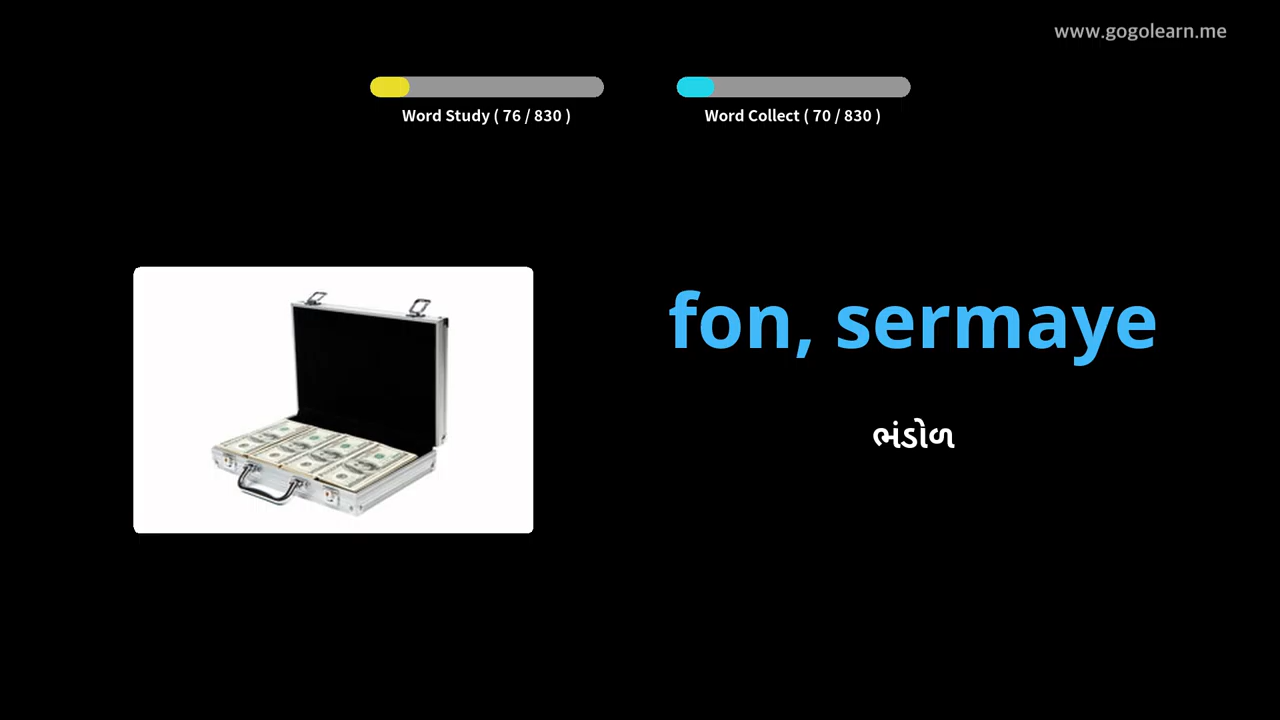 www.gogolearn.me
Word Study ( 76 / 830 )
Word Collect ( 70 / 830 )
fon, sermaye
ભંડોળ